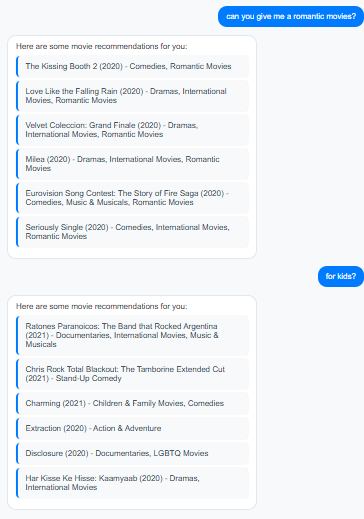 can you give me a romantic movies?
Here are some movie recommendations for you:
The Kissing Booth 2 (2020) - Comedies, Romantic Movies
Love Like the Falling Rain (2020) - Dramas, International
Movies, Romantic Movies
Velvet Coleccion: Grand Finale (2020) - Dramas,
International Movies, Romantic Movies
Milea (2020) - Dramas, International Movies, Romantic
Movies
Eurovision Song Contest: The Story of Fire Saga (2020) -
Comedies, Music & Musicals, Romantic Movies
Seriously Single (2020) - Comedies, International Movies,
Romantic Movies
for kids?
Here are some movie recommendations for you:
Ratones Paranoicos: The Band that Rocked Argentina
(2021) - Documentaries, International Movies, Music &
Musicals
Chris Rock Total Blackout: The Tamborine Extended Cut
(2021) - Stand-Up Comedy
Charming (2021) - Children & Family Movies, Comedies
Extraction (2020) - Action & Adventure
Disclosure (2020) - Documentaries, LGBTQ Movies
Har Kisse Ke Hisse: Kaamyaab (2020) - Dramas,
International Movies